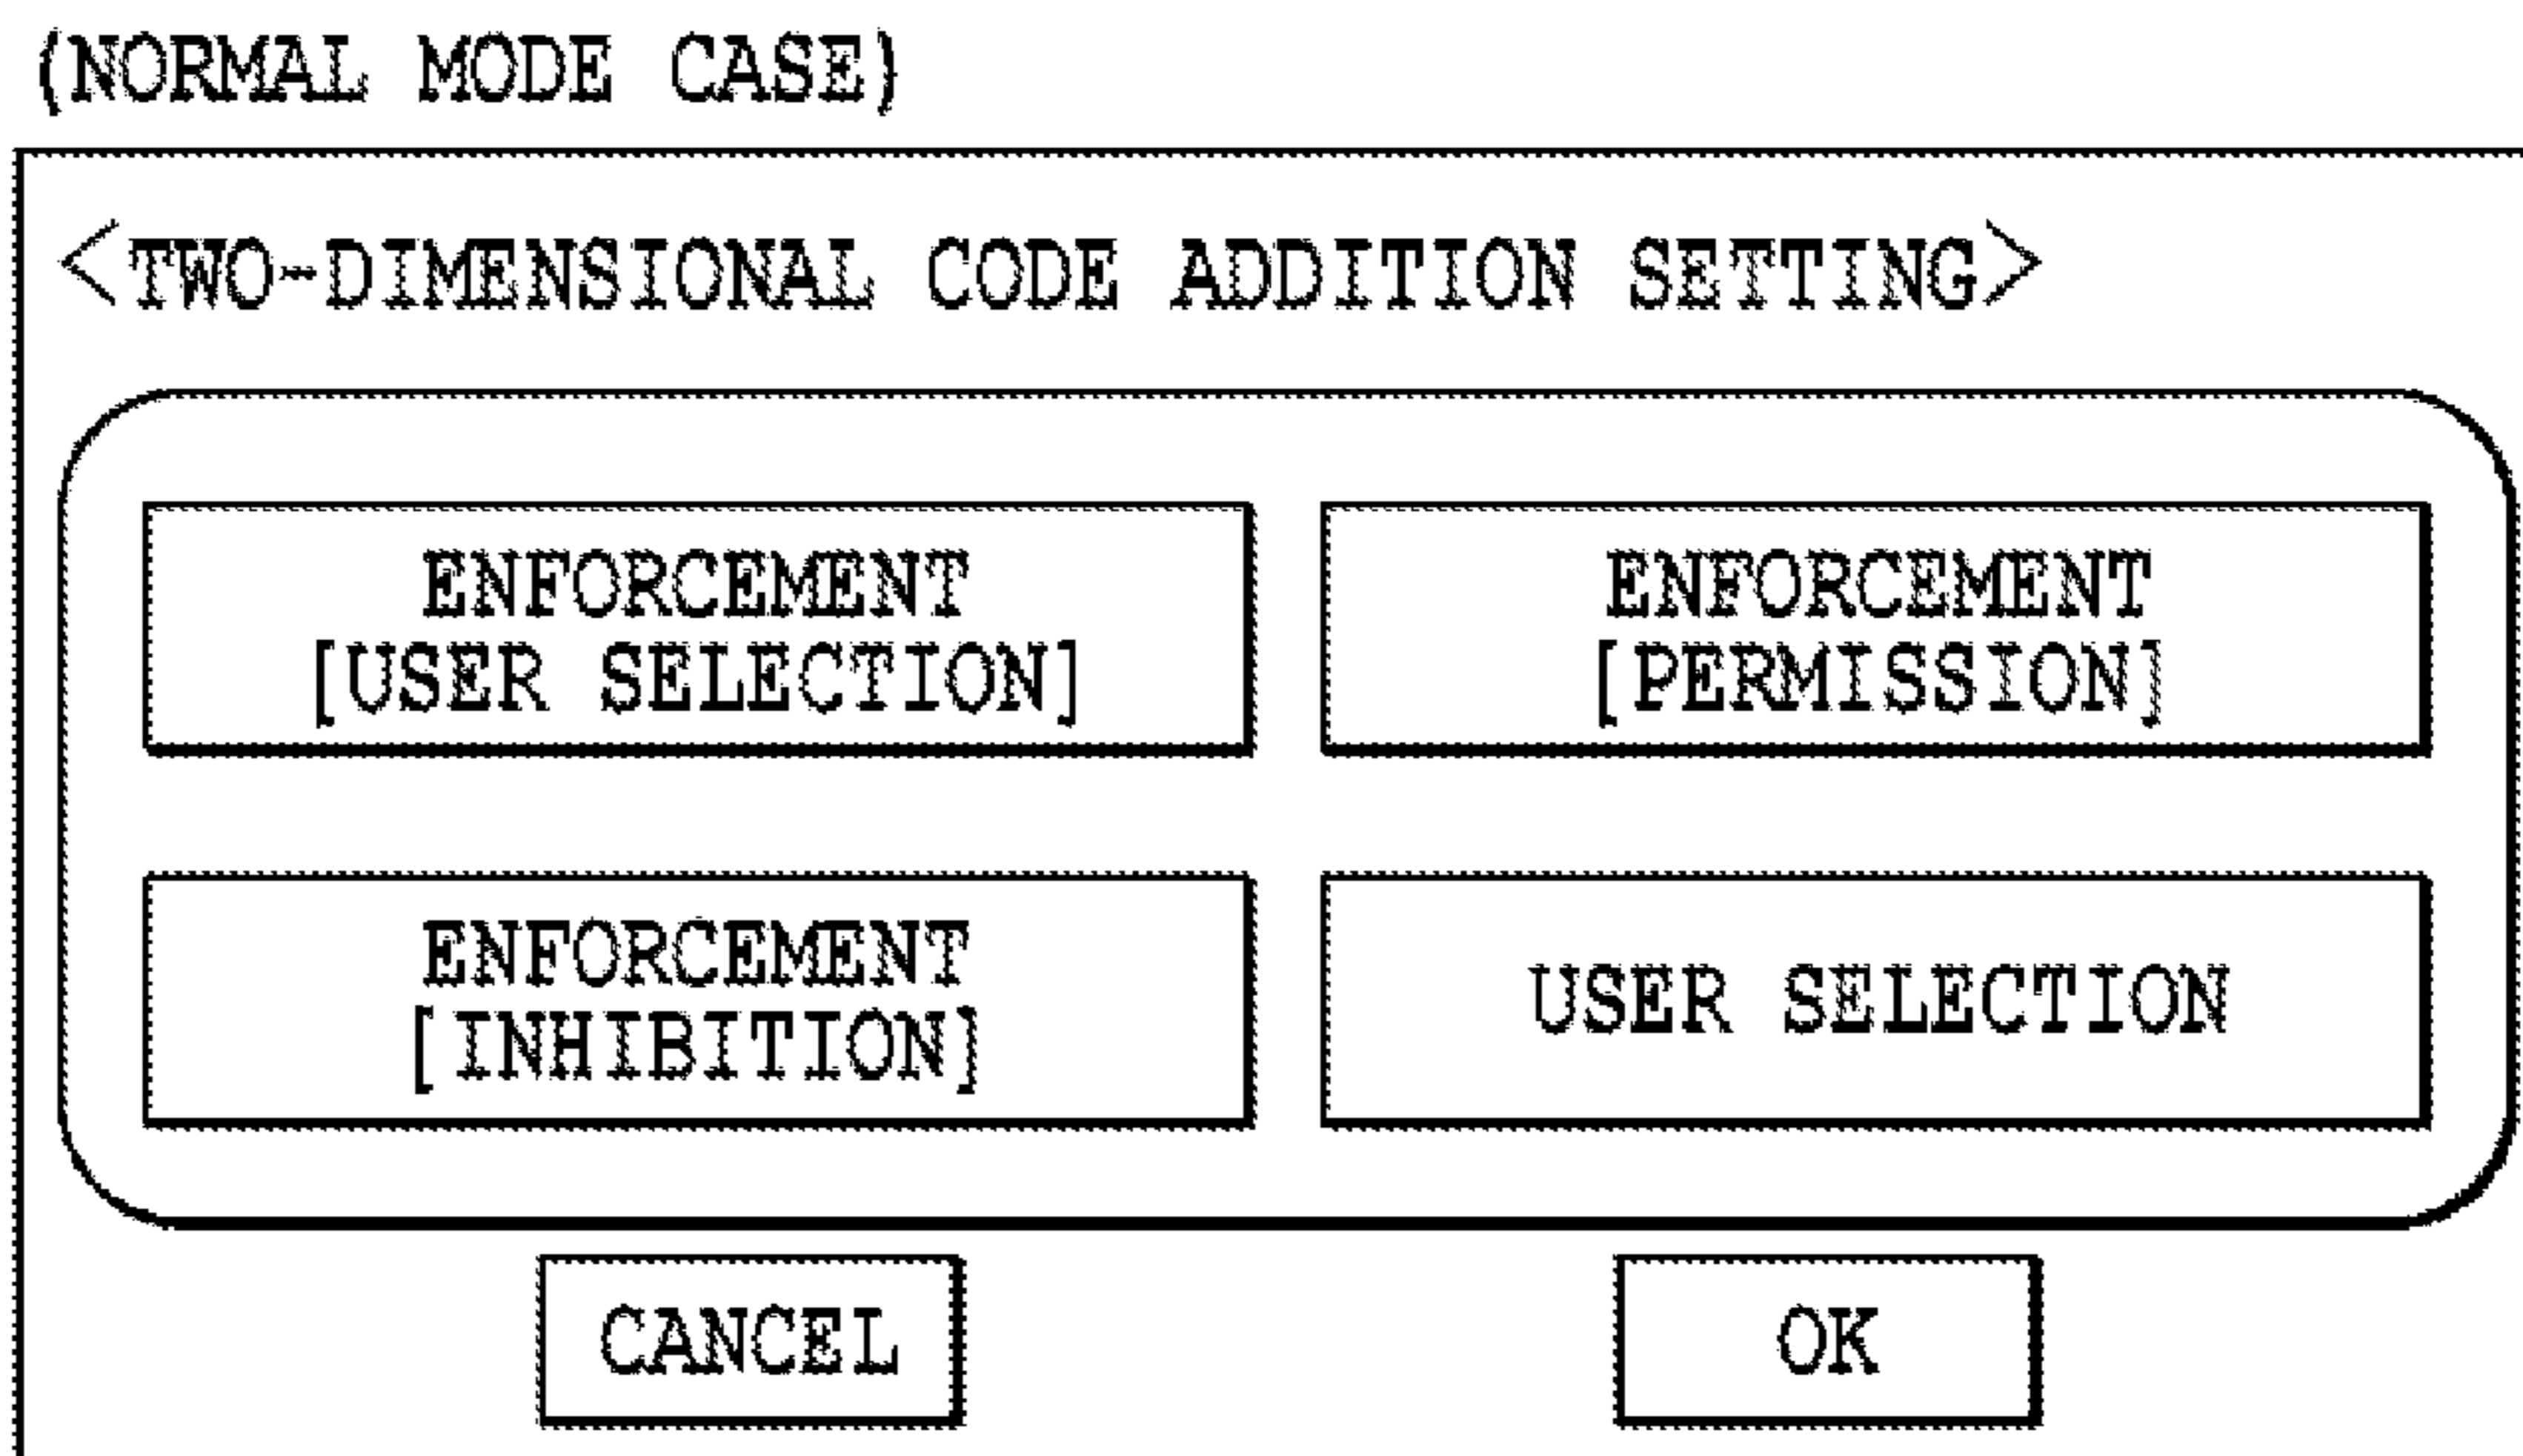 (NORMAL MODE CASE)
<TWO-DIMENSIONAL CODE ADDITION SETTING>
ENFORCEMENT
[USER SELECTION]
ENFORCEMENT
[PERMISSION]
ENFORCEMENT
[INHIBITION]
USER SELECTION
CANCEL
OK